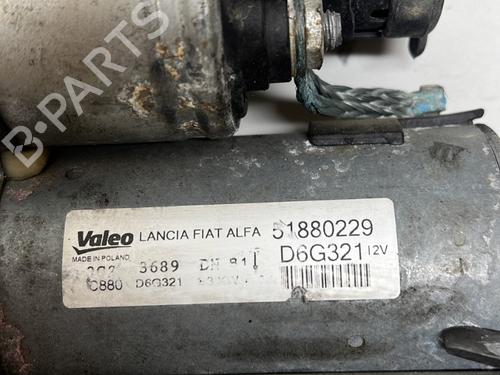 B-PARTS
Valeo LANCIA FIAT ALFA 51880229
MADE IN POLAND D6G321 12V
3689
C880 D6G321